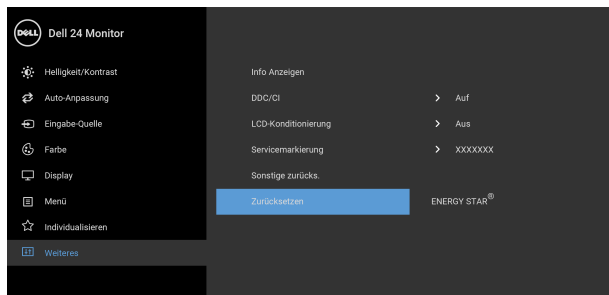 DELL Dell 24 Monitor
Helligkeit/Kontrast Info Anzeigen
Auto-Anpassung DDC/CI > Auf
Eingabe-Quelle LCD-Konditionierung > Aus
Farbe Servicemarkierung > XXXXXXX
Display Sonstige zurücks.
Menü Zurücksetzen ENERGY STAR®
Individualisieren
Weiteres